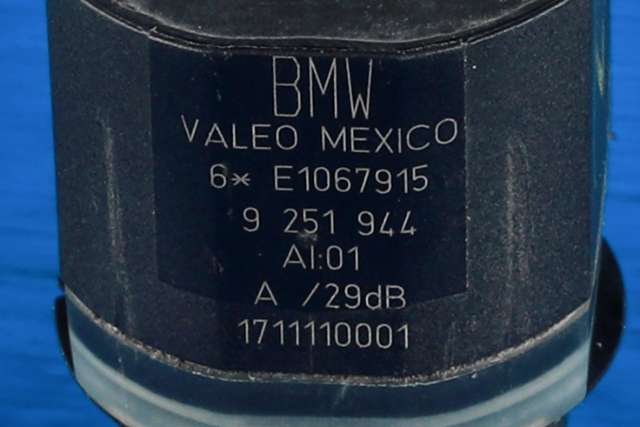 BMW
VALEO MEXICO
6* E1067915
9 251 944
AI:01
A /29dB
1711110001